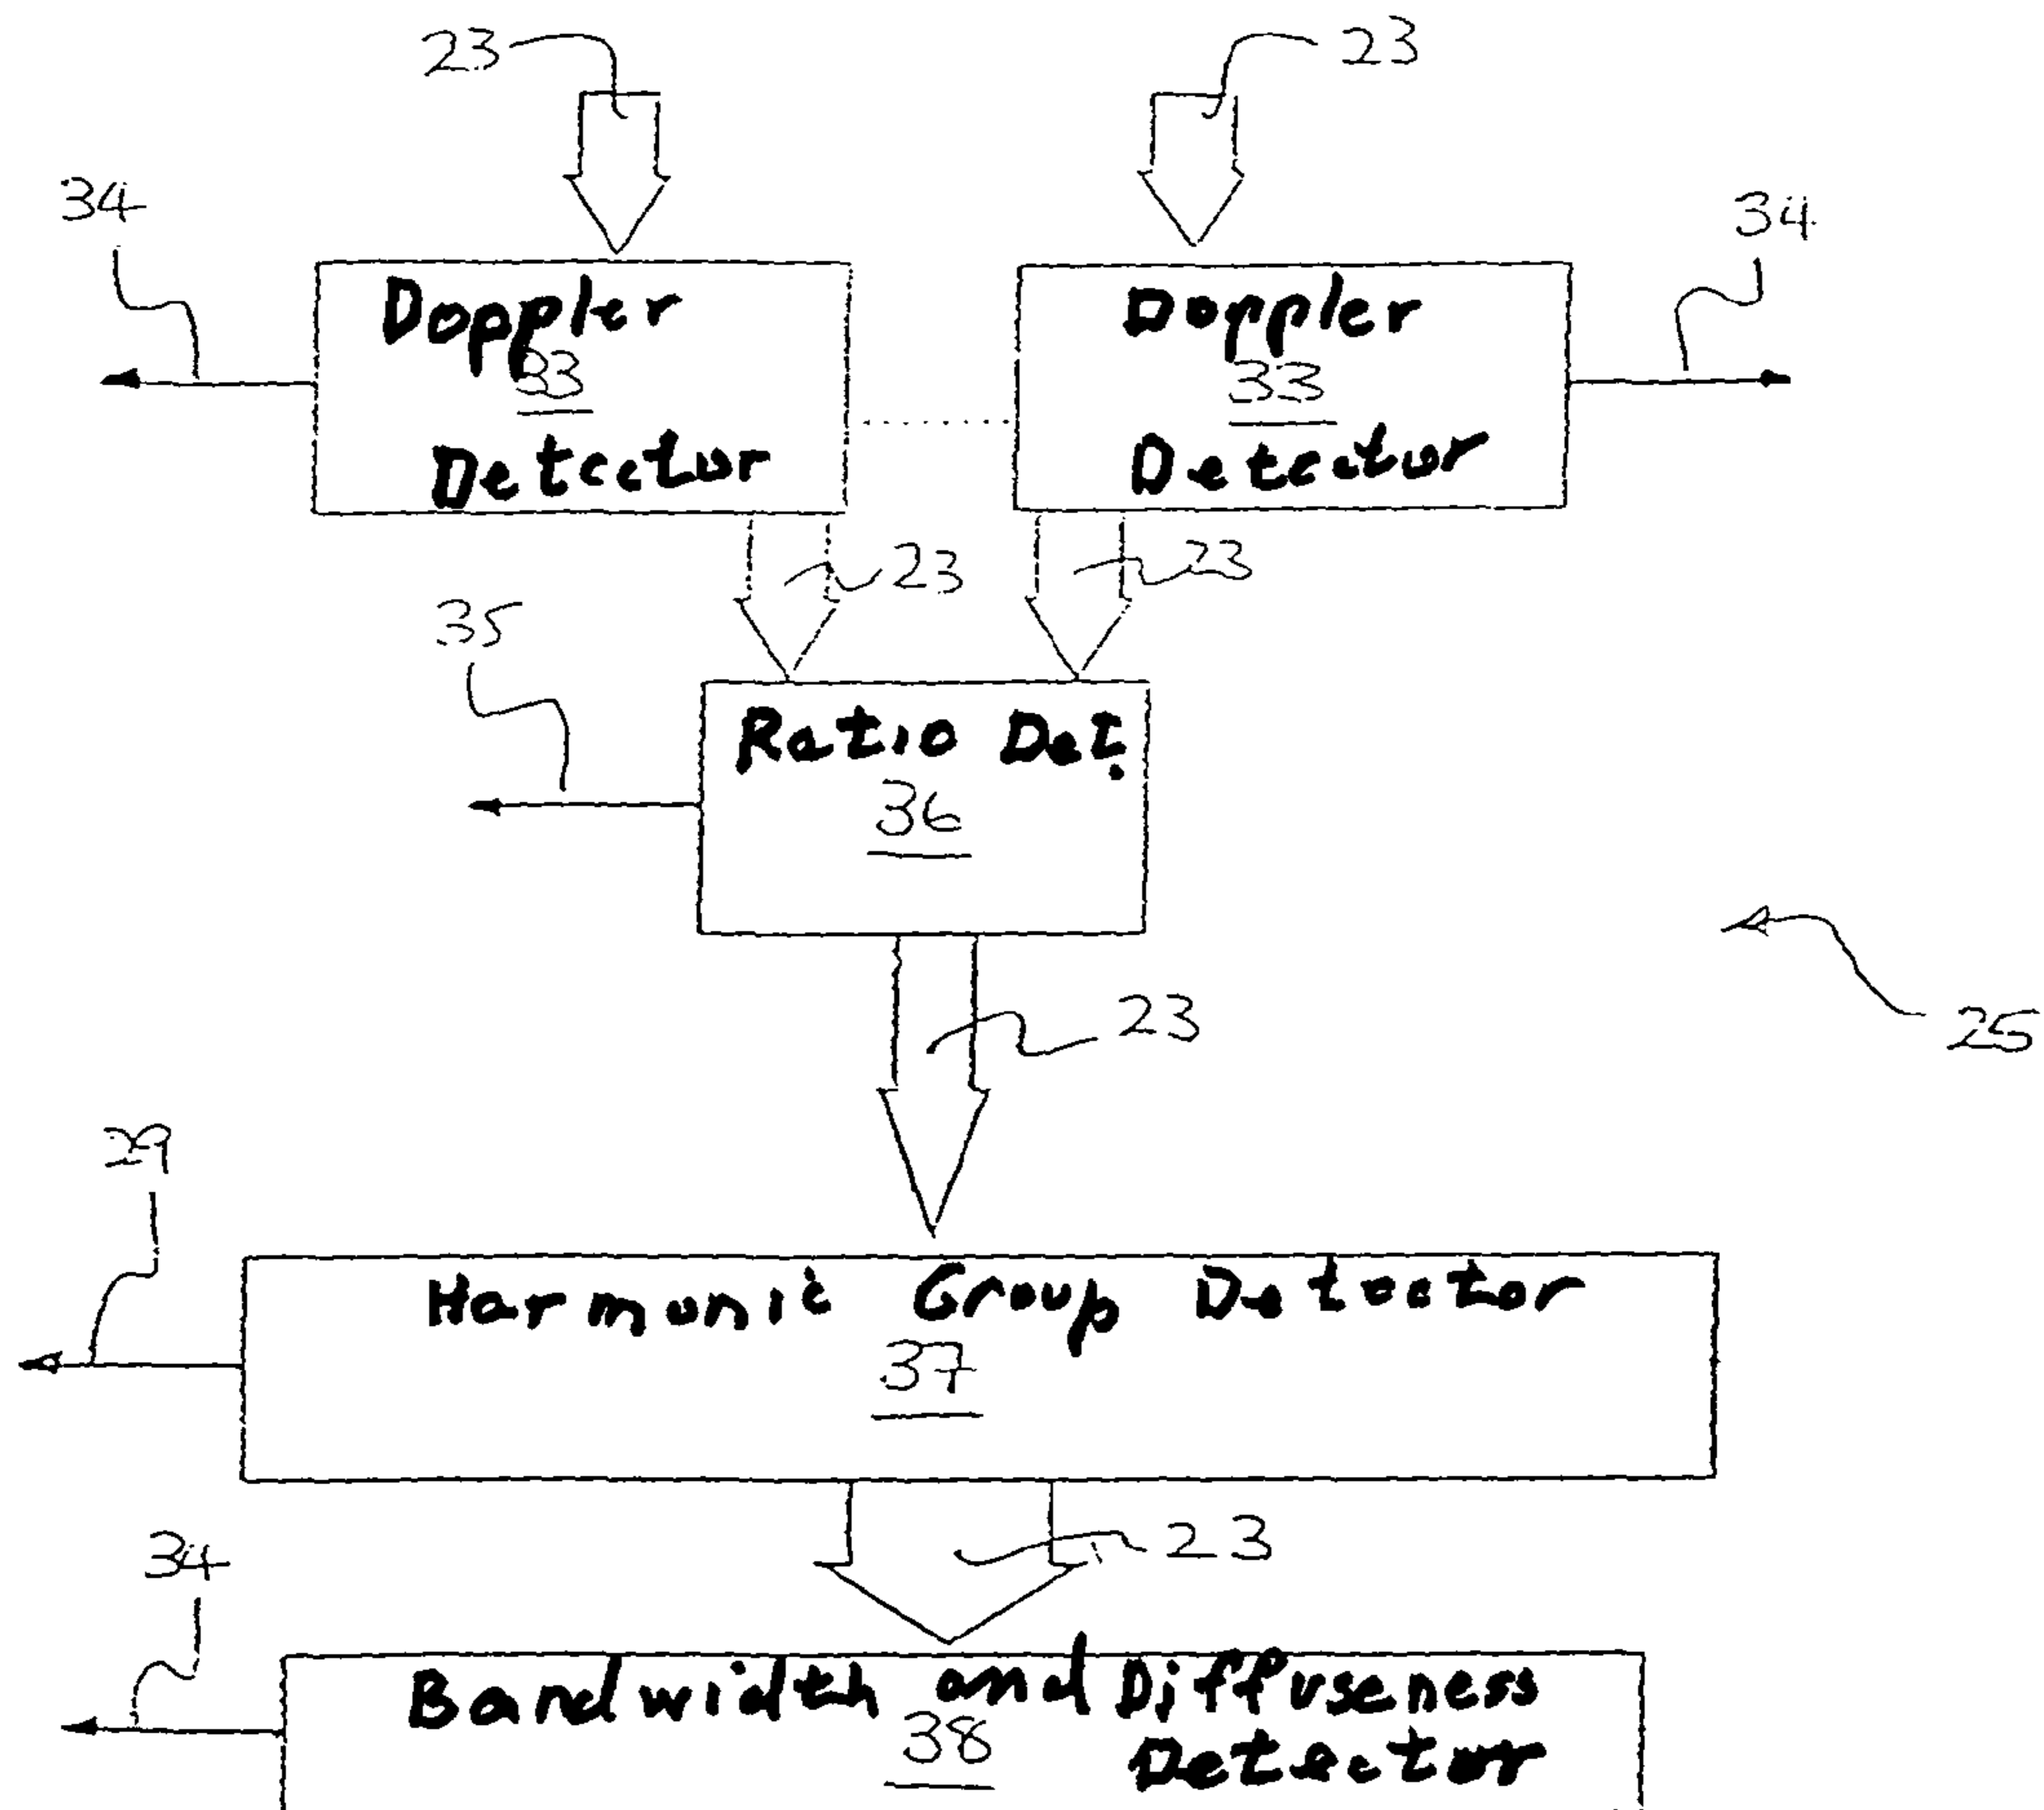 23
23
34
34
Doppler
33
Detector
Doppler
33
Detector
23
23
35
Ratio Det.
36
23
25
29
Harmonic Group Detector
37
23
34
Bandwidth and Diffuseness
38
Detector